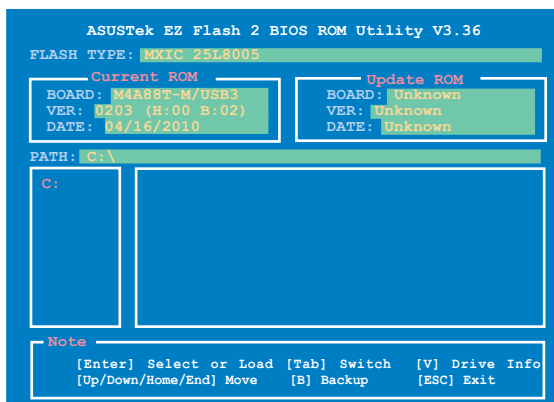 ASUSTek EZ Flash 2 BIOS ROM Utility V3.36
FLASH TYPE: MXIC 25L8005
Current ROM
BOARD: M4A88T-M/USB3
VER: 0203 (H:00 B:02)
DATE: 04/16/2010
Update ROM
BOARD: Unknown
VER: Unknown
DATE: Unknown
PATH: C:\
C:
Note
[Enter] Select or Load [Tab] Switch [V] Drive Info
[Up/Down/Home/End] Move [B] Backup [ESC] Exit